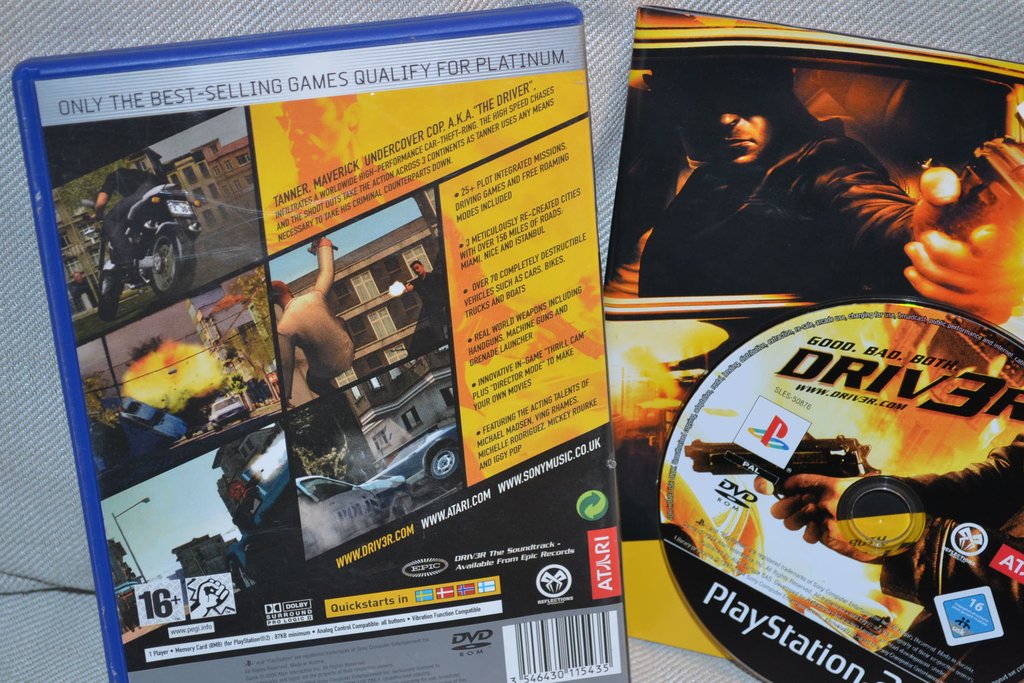 ONLY THE BEST-SELLING GAMES QUALIFY FOR PLATINUM.
TANNER, MAVERICK UNDERCOVER COP, A.K.A. "THE DRIVER",
INFILTRATES A WORLDWIDE HIGH-PERFORMANCE CAR-THEFT-RING. THE HIGH SPEED CHASES
AND THE SHOOT OUTS TAKE THE ACTION ACROSS 3 CONTINENTS AS TANNER USES ANY MEANS
NECESSARY TO TAKE HIS CRIMINAL COUNTERPARTS DOWN.
• 25+ PLOT INTEGRATED MISSIONS,
DRIVING GAMES AND FREE ROAMING
MODES INCLUDED
• 3 METICULOUSLY RE-CREATED CITIES
WITH OVER 156 MILES OF ROADS:
MIAMI, NICE AND ISTANBUL
• OVER 70 COMPLETELY DESTRUCTIBLE
VEHICLES SUCH AS CARS, BIKES,
TRUCKS AND BOATS
• REAL WORLD WEAPONS INCLUDING
HANDGUNS, MACHINE GUNS AND
GRENADE LAUNCHER
• INNOVATIVE IN-GAME "THRILL CAM"
PLUS "DIRECTOR MODE" TO MAKE
YOUR OWN MOVIES
• FEATURING THE ACTING TALENTS OF
MICHAEL MADSEN, VING RHAMES,
MICHELLE RODRIGUEZ, MICKEY ROURKE
AND IGGY POP
WWW.DRIV3R.COM WWW.ATARI.COM WWW.SONYMUSIC.CO.UK
EPIC
DRIV3R The Soundtrack -
Available From Epic Records
REFLECTIONS
ATARI
16+
www.pegi.info
DOLBY
SURROUND
PRO LOGIC II
Quickstarts in
1 Player • Memory Card (8MB) (for PlayStation®2) : 87KB minimum • Analog Control Compatible: all buttons • Vibration Function Compatible
DVD
ROM
3 546430 115435
GOOD. BAD. BOTH.
DRIV3R
WWW.DRIV3R.COM
SLES-50876
PAL
DVD
ROM
REFLECTIONS
16
PlayStation